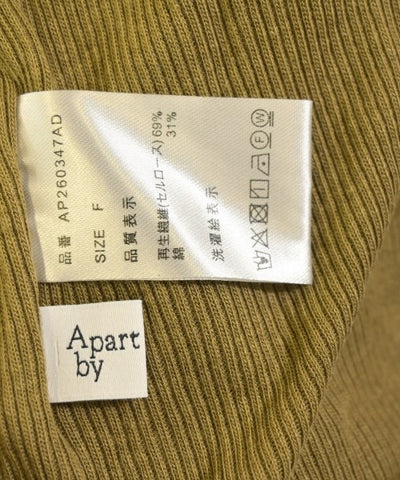 品番 AP260347AD
SIZE F
品質表示
再生繊維(セルロース)69%
綿 31%
洗濯絵表示
Apart
by